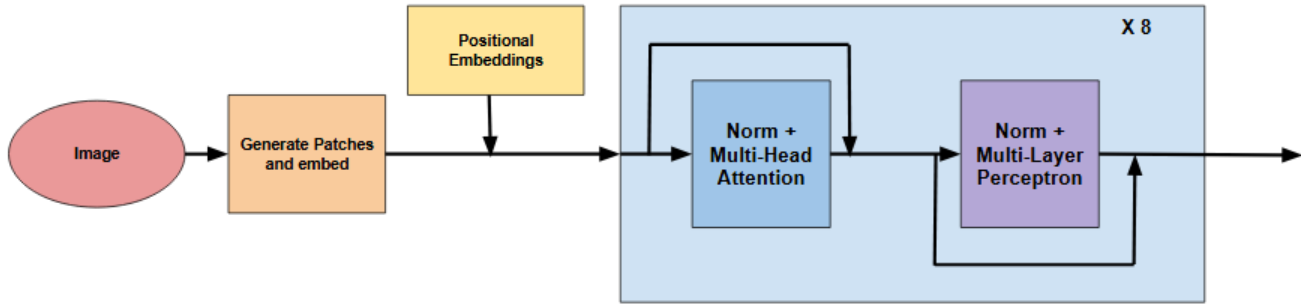 Image
Generate Patches
and embed
Positional
Embeddings
X 8
Norm +
Multi-Head
Attention
Norm +
Multi-Layer
Perceptron